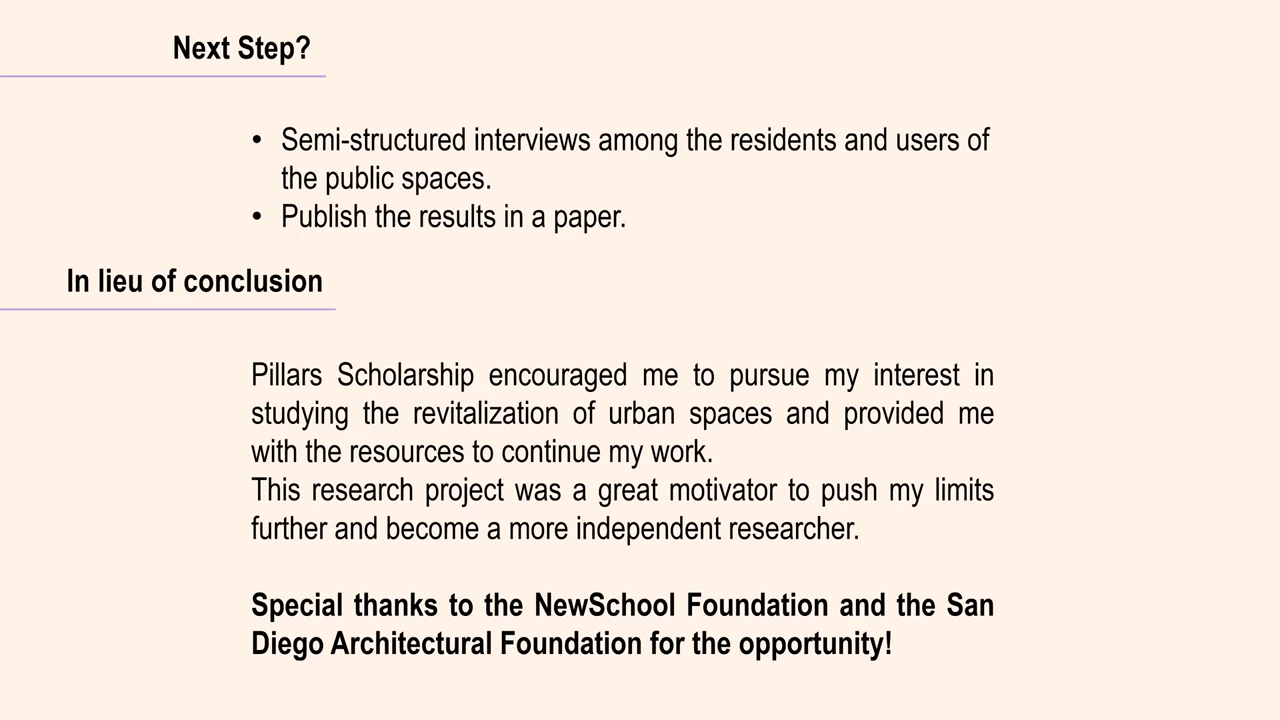 Next Step?
• Semi-structured interviews among the residents and users of
the public spaces.
• Publish the results in a paper.
In lieu of conclusion
Pillars Scholarship encouraged me to pursue my interest in
studying the revitalization of urban spaces and provided me
with the resources to continue my work.
This research project was a great motivator to push my limits
further and become a more independent researcher.
Special thanks to the NewSchool Foundation and the San
Diego Architectural Foundation for the opportunity!